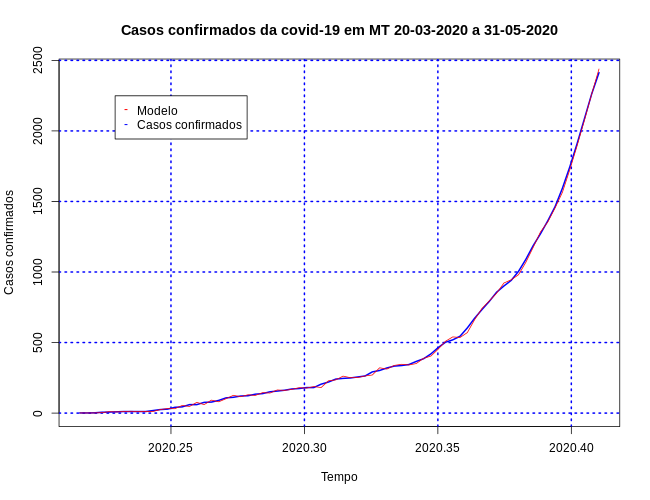 Casos confirmados da covid-19 em MT 20-03-2020 a 31-05-2020
Casos confirmados
2500
2000
1500
1000
500
0
- Modelo
- Casos confirmados
2020.25 2020.30 2020.35 2020.40
Tempo